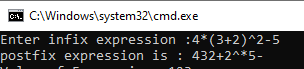 C:\Windows\system32\cmd.exe
Enter infix expression :4*(3+2)^2-5
postfix expression is : 432+2^*5-